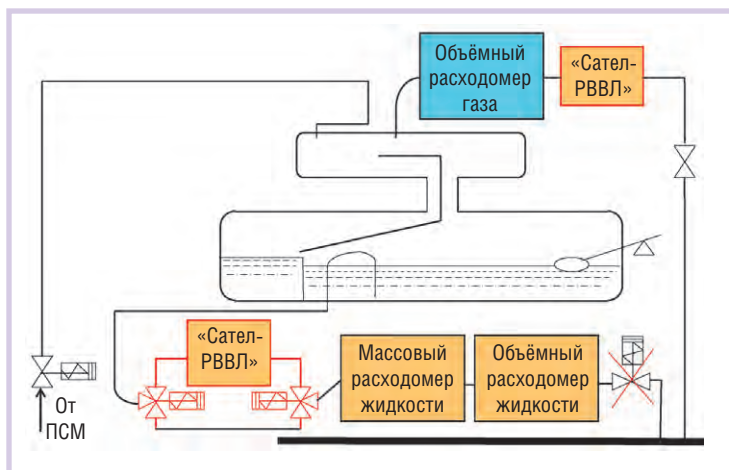 Объёмный
расходомер
газа
«Сател-
РВВЛ»
«Сател-
РВВЛ»
Массовый
расходомер
жидкости
Объёмный
расходомер
жидкости
От
ПСМ